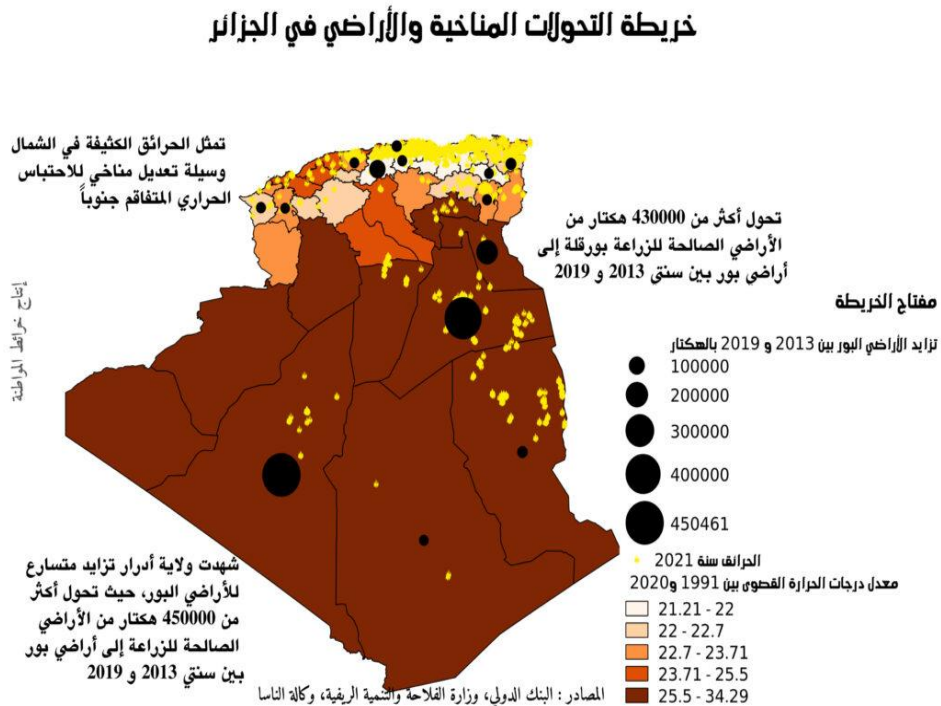 خريطة التحولات المناخية والأراضي في الجزائر
تمثل الحرائق الكثيفة في الشمال
وسيلة تعديل مناخي للاحتباس
الحراري المتفاقم جنوباً
تحول أكثر من 430000 هكتار من
الأراضي الصالحة للزراعة بورقلة إلى
أراضي بور بين سنتي 2013 و 2019
إنتاج خرائط المواطنة
مفتاح الخريطة
تزايد الأراضي البور بين 2013 و 2019 بالهكتار
100000
200000
300000
400000
450461
الحرائق سنة 2021
معدل درجات الحرارة القصوى بين 1991 و2020
21.21 - 22
22 - 22.7
22.7 - 23.71
23.71 - 25.5
25.5 - 34.29
شهدت ولاية أدرار تزايد متسارع
للأراضي البور، حيث تحول أكثر
من 450000 هكتار من الأراضي
الصالحة للزراعة إلى أراضي بور
بين سنتي 2013 و 2019
المصادر : البنك الدولي، وزارة الفلاحة والتنمية الريفية، وكالة الناسا